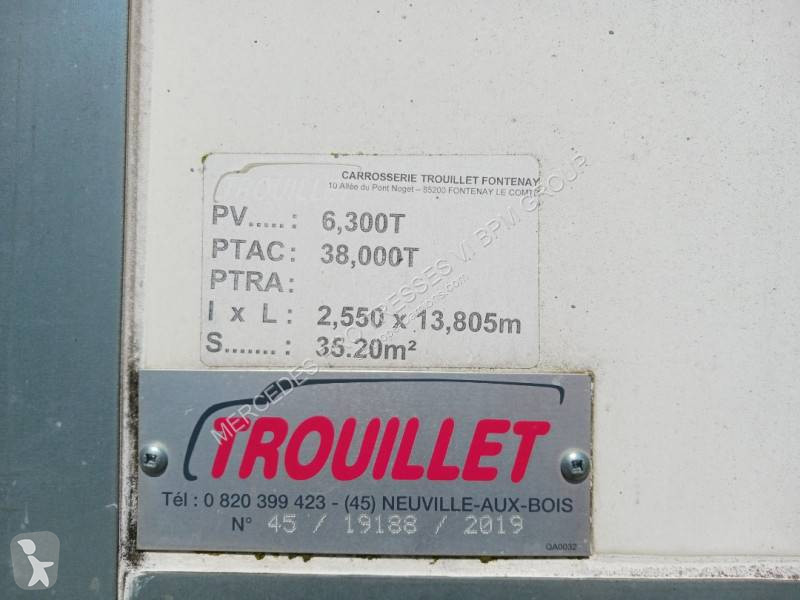 CARROSSERIE TROUILLET FONTENAY
10 Allée du Pont Noget – 85200 FONTENAY LE COMTE
PV..... : 6,300T
PTAC: 38,000T
PTRA:
l x L : 2,550 x 13,805m
S....... : 35.20m²
TROUILLET
Tél : 0 820 399 423 - (45) NEUVILLE-AUX-BOIS
N° 45 / 19188 / 2019
QA0032